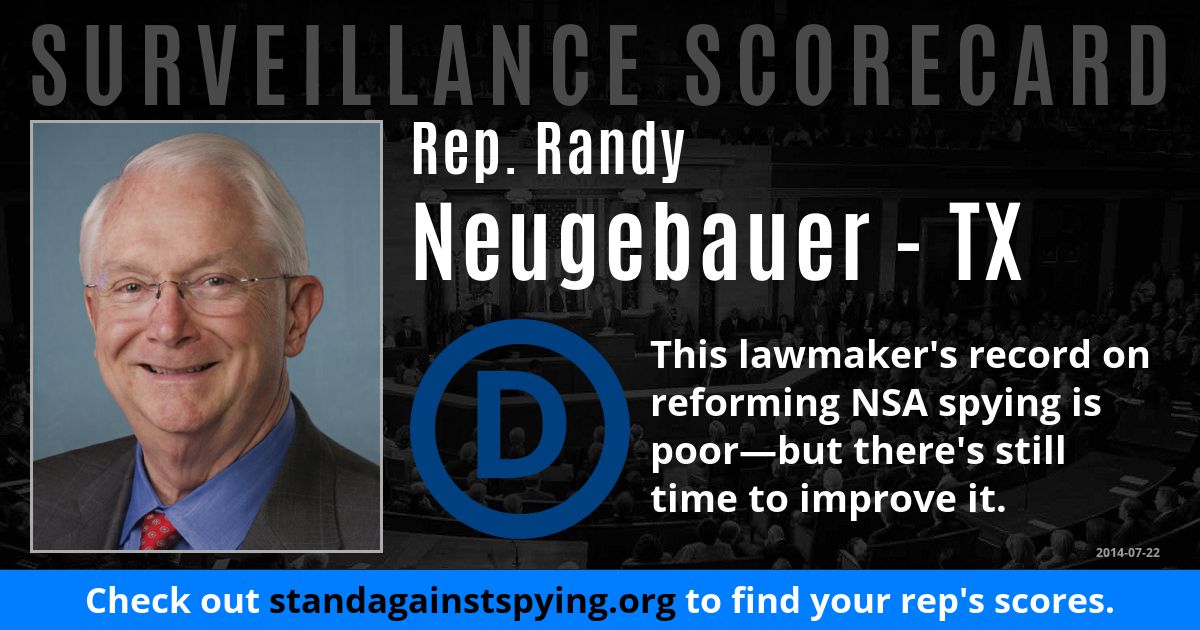 SURVEILLANCE SCORECARD
Rep. Randy
Neugebauer - TX
D
This lawmaker's record on
reforming NSA spying is
poor—but there's still
time to improve it.
2014-07-22
Check out standagainstspying.org to find your rep's scores.